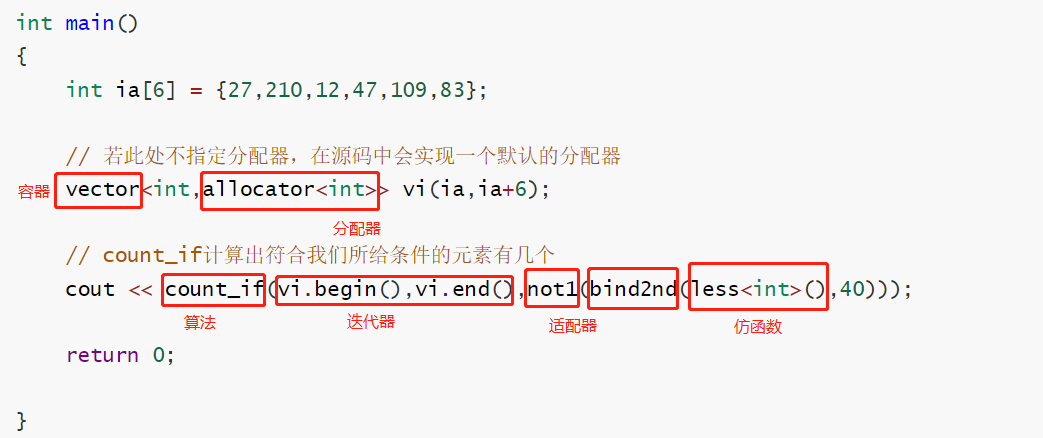 int main()
{
int ia[6] = {27,210,12,47,109,83};
// 若此处不指定分配器，在源码中会实现一个默认的分配器
容器 vector<int,allocator<int>> vi(ia,ia+6);
分配器
// count_if计算出符合我们所给条件的元素有几个
cout << count_if(vi.begin(),vi.end(),not1(bind2nd(less<int>(),40)));
算法 迭代器 适配器 仿函数
return 0;
}